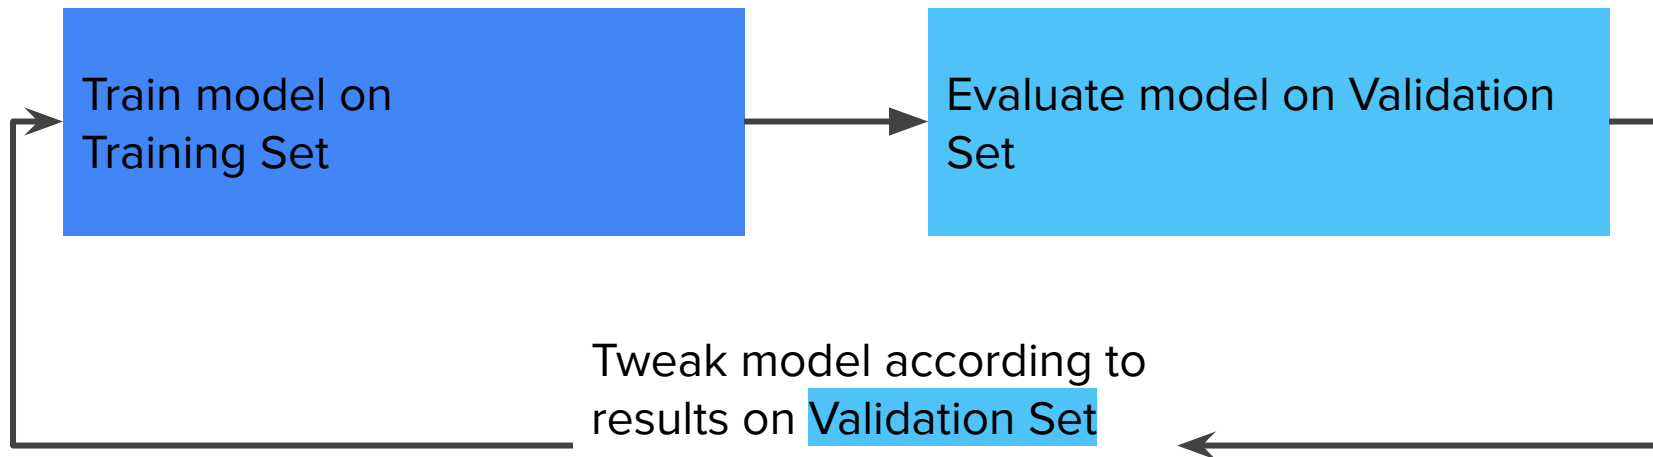 Train model on
Training Set
Evaluate model on Validation
Set
Tweak model according to
results on Validation Set